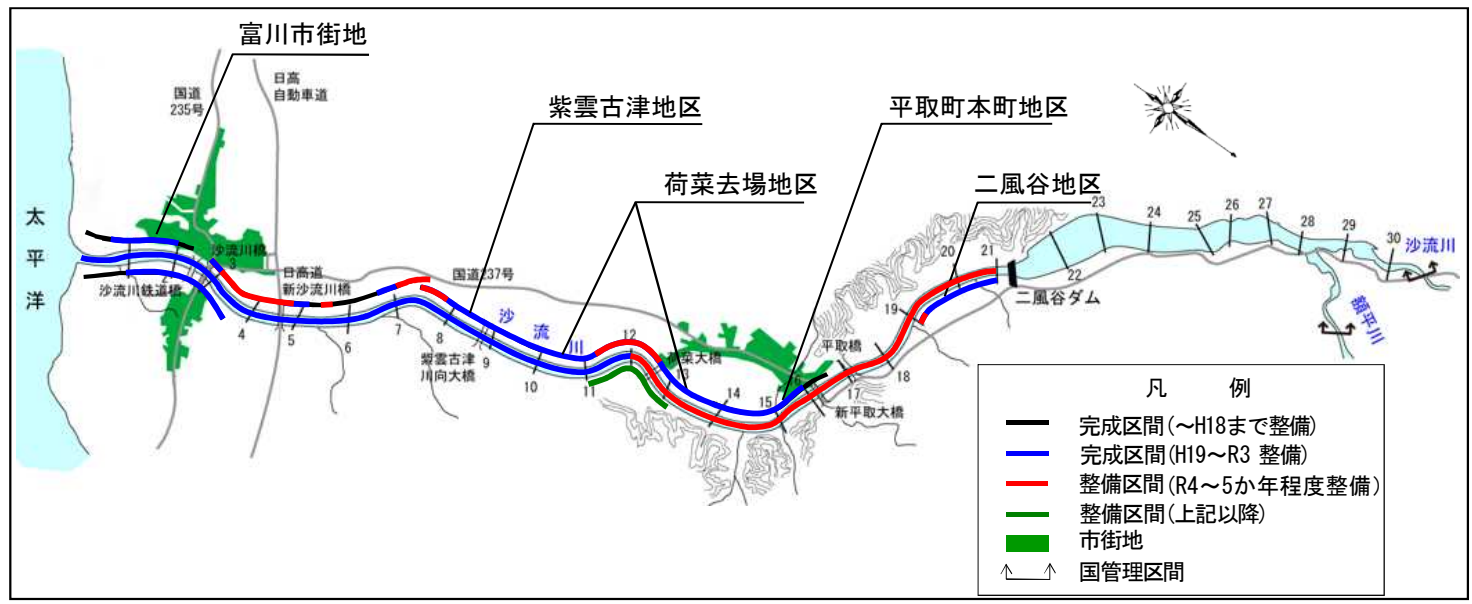 富川市街地
国道
235号
日高
自動車道
紫雲古津地区
平取町本町地区
荷菜去場地区
二風谷地区
太平洋
沙流川橋
沙流川鉄道橋
日高道
新沙流川橋
国道237号
沙流川
紫雲古津
川向大橋
荷菜大橋
平取橋
新平取大橋
二風谷ダム
沙流川
額平川
2
3
4
5
6
7
8
9
10
11
12
13
14
15
16
17
18
19
20
21
22
23
24
25
26
27
28
29
30
凡 例
完成区間(～H18まで整備)
完成区間(H19～R3 整備)
整備区間(R4～5か年程度整備)
整備区間(上記以降)
市街地
国管理区間